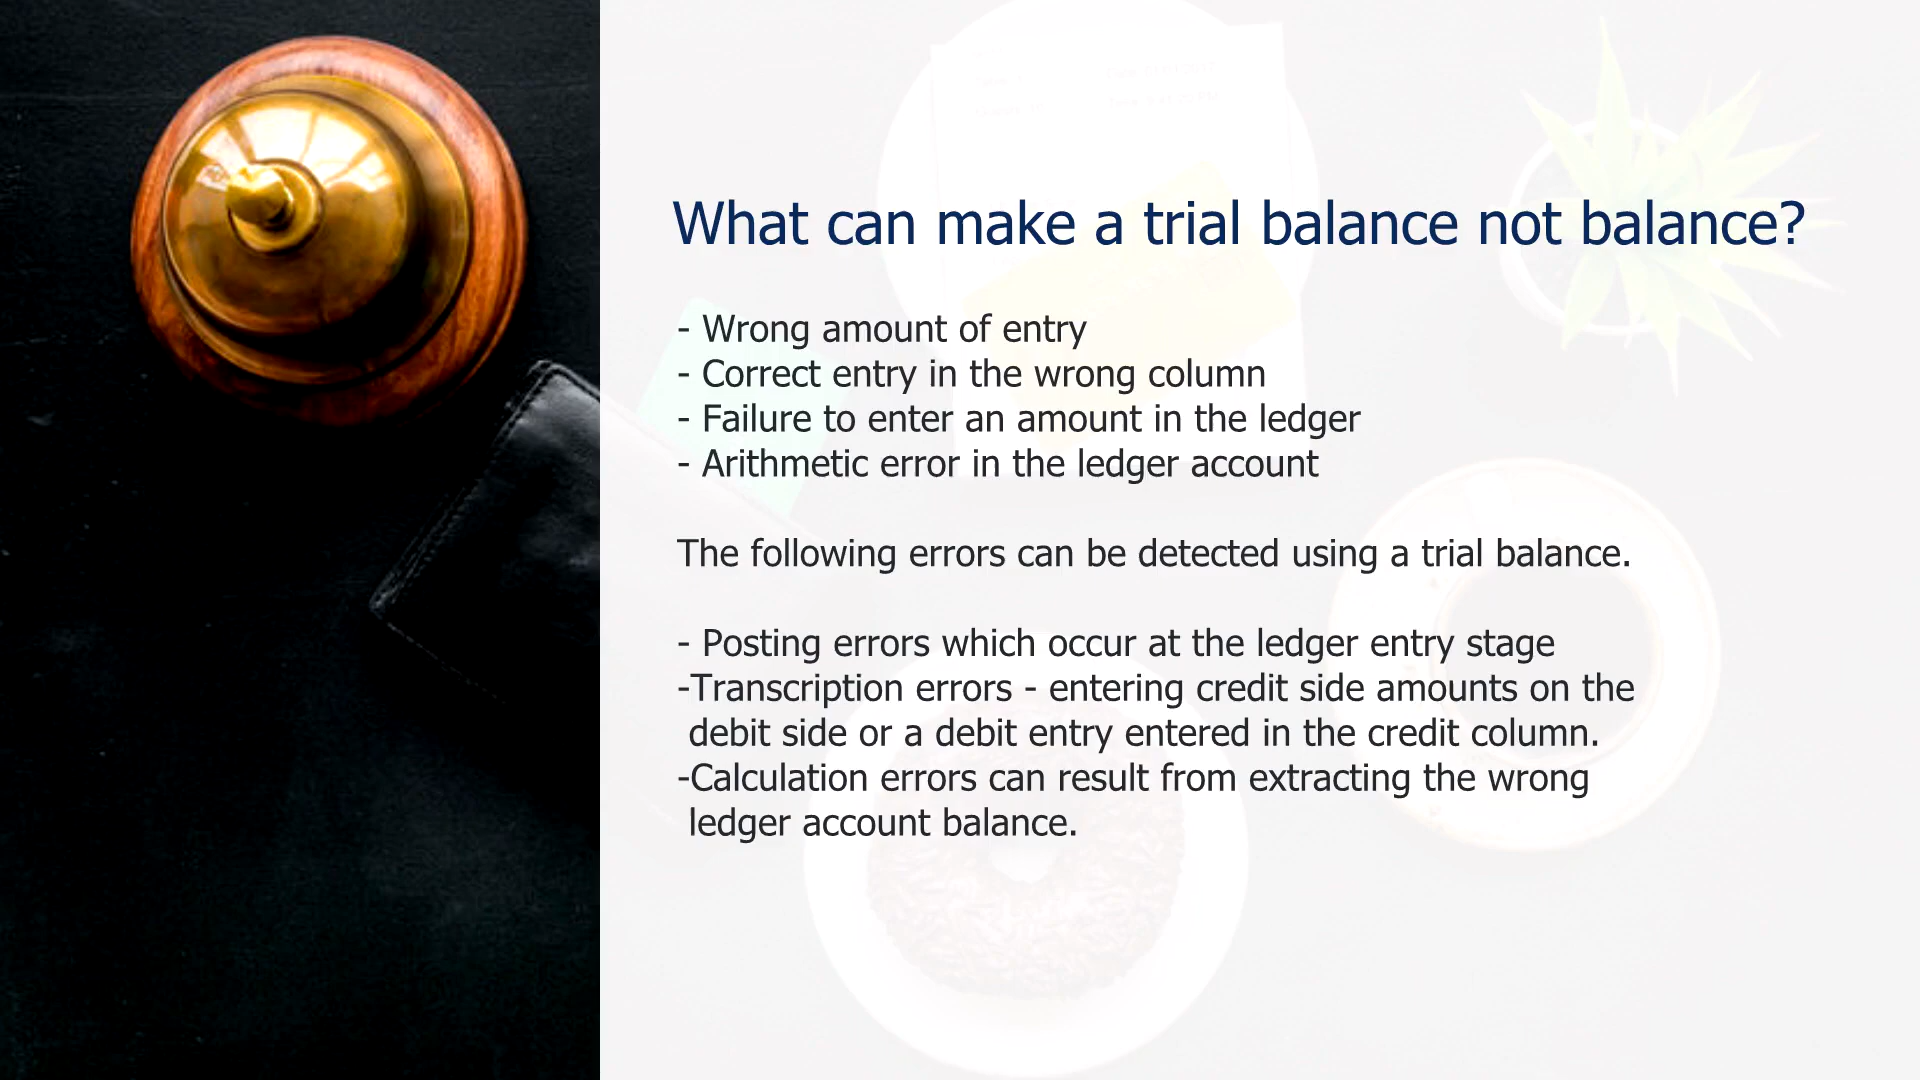 What can make a trial balance not balance?
- Wrong amount of entry
- Correct entry in the wrong column
- Failure to enter an amount in the ledger
- Arithmetic error in the ledger account
The following errors can be detected using a trial balance.
- Posting errors which occur at the ledger entry stage
-Transcription errors - entering credit side amounts on the
debit side or a debit entry entered in the credit column.
-Calculation errors can result from extracting the wrong
ledger account balance.